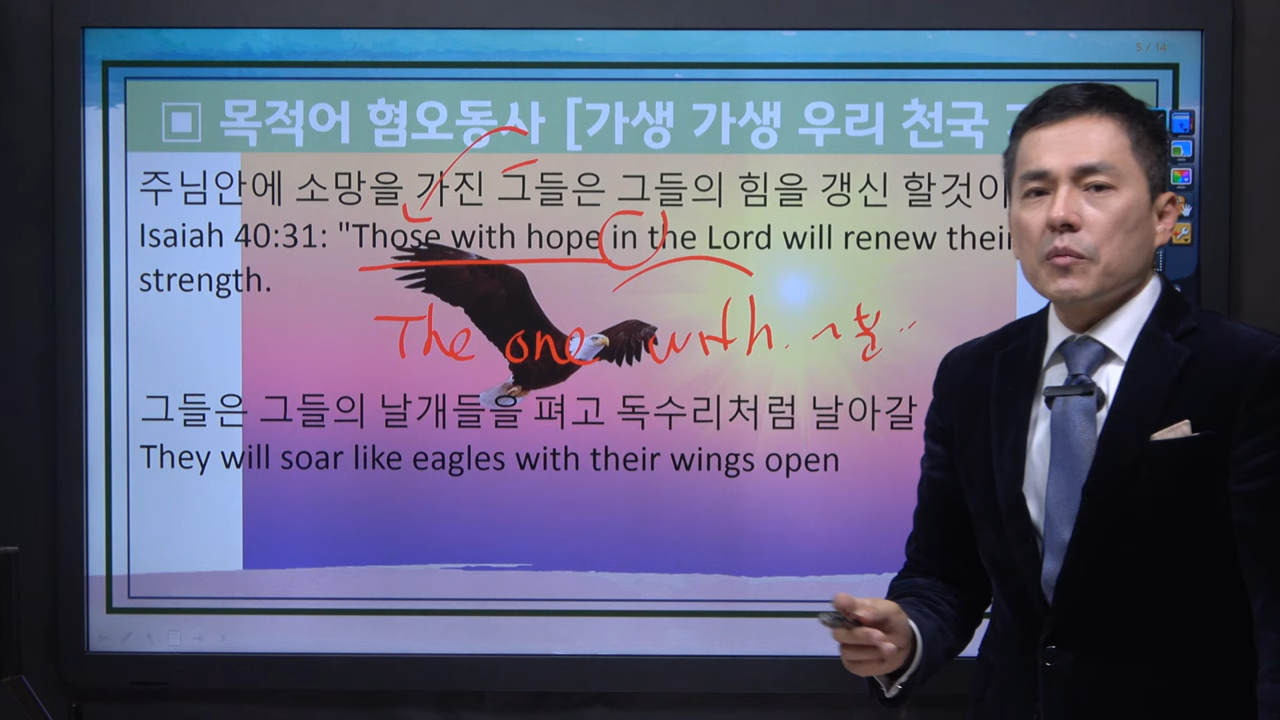 5 / 14
▣ 목적어 혐오동사 [가생 가생 우리 천국
주님안에 소망을 가진 그들은 그들의 힘을 갱신 할것이
Isaiah 40:31: "Those with hope in the Lord will renew their
strength.
The one with. ~분..
그들은 그들의 날개들을 펴고 독수리처럼 날아갈
They will soar like eagles with their wings open